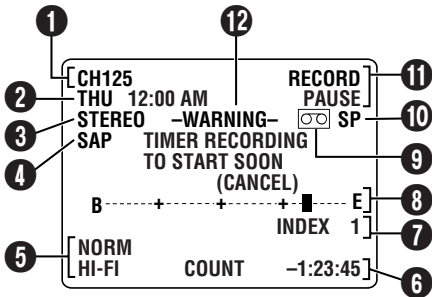 1 12
CH125 RECORD 11
2 THU 12:00 AM PAUSE
3 STEREO –WARNING– SP 10
4 SAP TIMER RECORDING 9
TO START SOON
(CANCEL)
B + + + E 8
INDEX 1 7
5 NORM
HI-FI COUNT –1:23:45 6